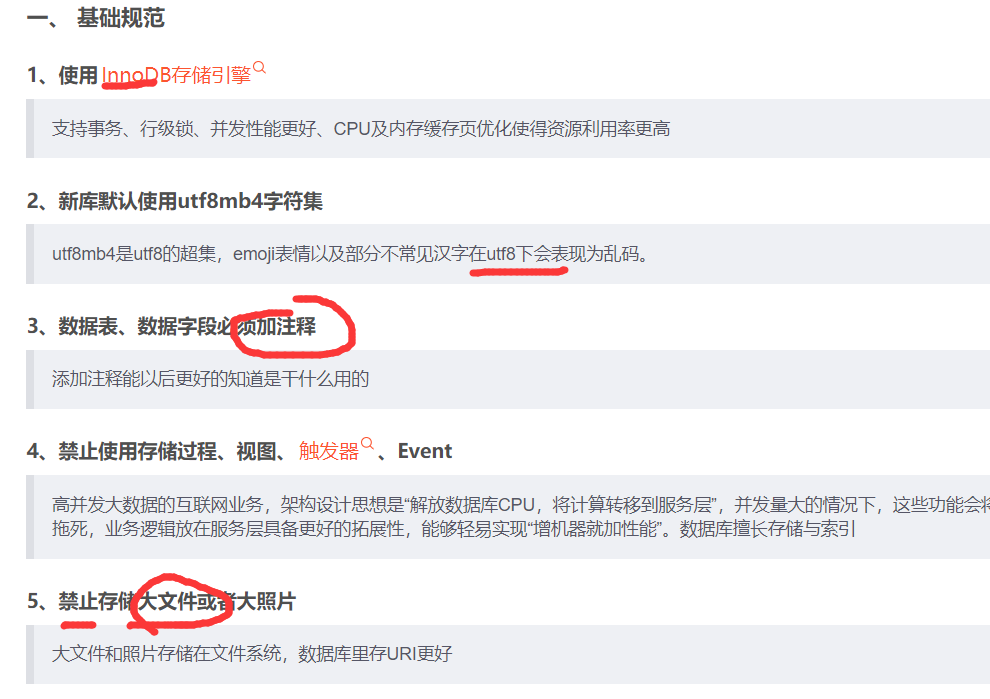 一、 基础规范
1、使用 InnoDB存储引擎
支持事务、行级锁、并发性能更好、CPU及内存缓存页优化使得资源利用率更高
2、新库默认使用utf8mb4字符集
utf8mb4是utf8的超集，emoji表情以及部分不常见汉字在utf8下会表现为乱码。
3、数据表、数据字段必须加注释
添加注释能以后更好的知道是干什么用的
4、禁止使用存储过程、视图、 触发器 、Event
高并发大数据的互联网业务，架构设计思想是“解放数据库CPU，将计算转移到服务层”，并发量大的情况下，这些功能会
拖死，业务逻辑放在服务层具备更好的拓展性，能够轻易实现“增机器就加性能”。数据库擅长存储与索引
5、禁止存储大文件或者大照片
大文件和照片存储在文件系统，数据库里存URI更好